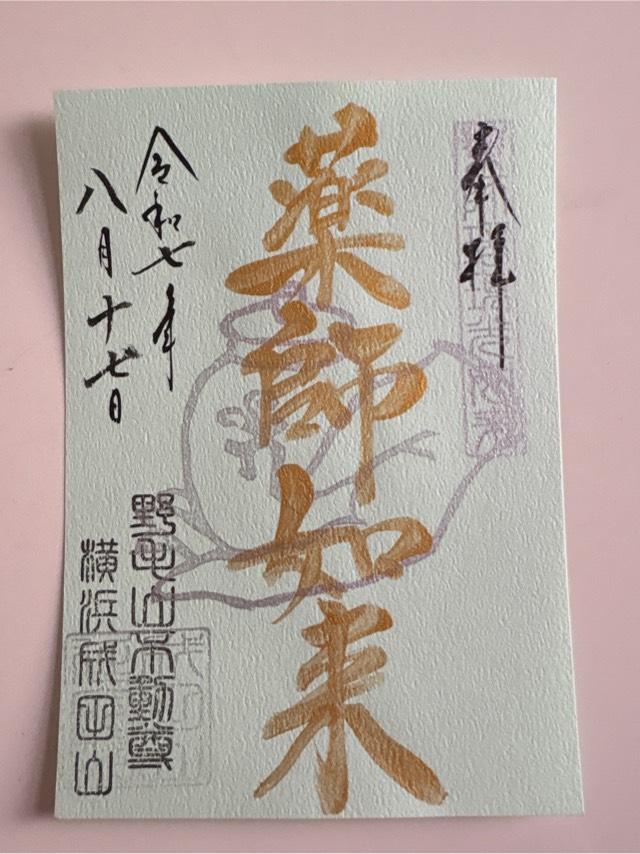 奉拝
薬師如来
令和七年
八月十七日
野毛山不動尊
横浜成田山